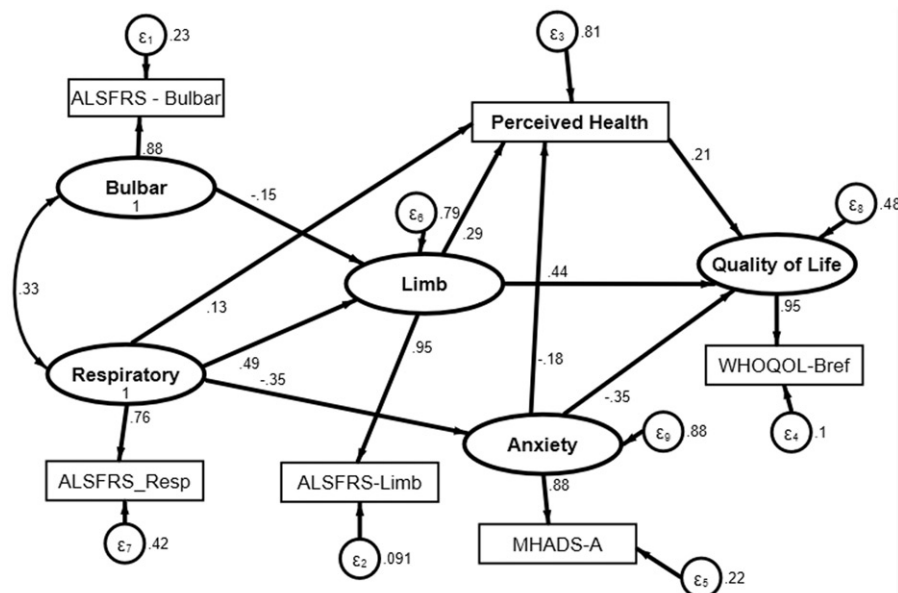 ε1 .23
ε3 .81
ALSFRS - Bulbar
Perceived Health
.88
.21
Bulbar
1
-.15
ε6 .79
ε8 .48
.29
Quality of Life
Limb
.44
.33
.13
.95
.95
Respiratory
1
.49
-.35
-.18
WHOQOL-Bref
-.35
.76
Anxiety
ε9 .88
ε4 .1
ALSFRS_Resp
ALSFRS-Limb
.88
MHADS-A
ε7 .42
ε2 .091
ε5 .22